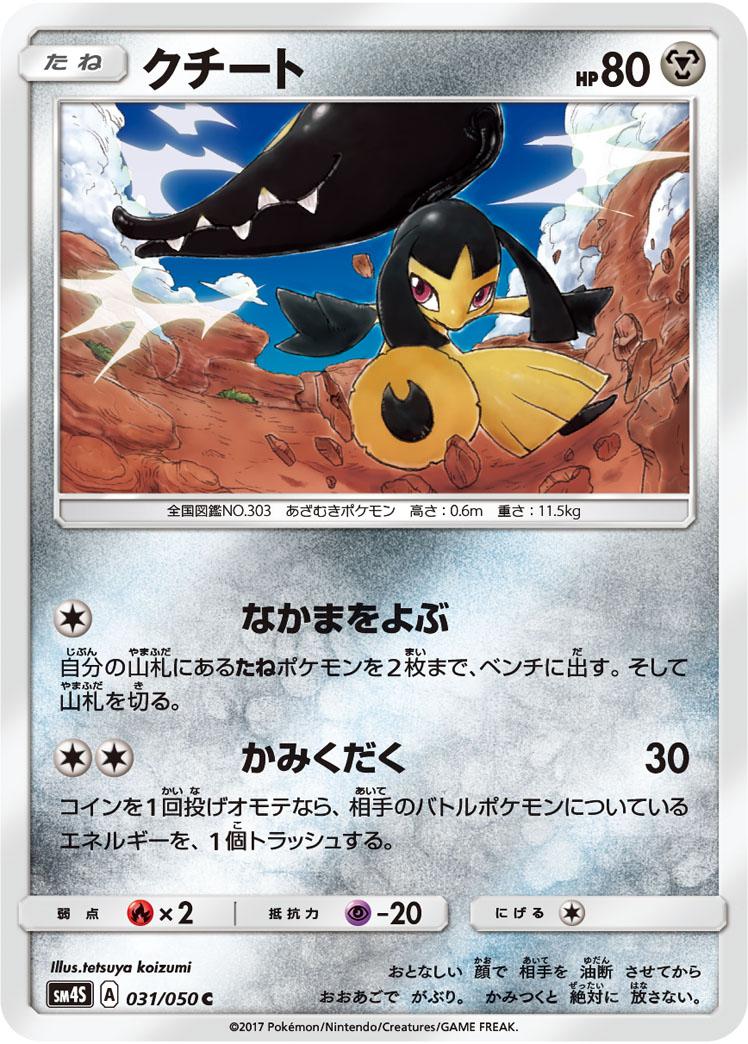 たね クチート HP80
全国図鑑NO.303 あざむきポケモン 高さ：0.6m 重さ：11.5kg
なかまをよぶ
自分の山札にあるたねポケモンを2枚まで、ベンチに出す。そして
山札を切る。
かみくだく 30
コインを1回投げオモテなら、相手のバトルポケモンについている
エネルギーを、1個トラッシュする。
弱点 ×2 抵抗力 -20 にげる
Illus.tetsuya koizumi
SM4S A 031/050 C
おとなしい 顔で 相手を 油断 させてから
おおあごで がぶり。 かみつくと 絶対に 放さない。
©2017 Pokémon/Nintendo/Creatures/GAME FREAK.